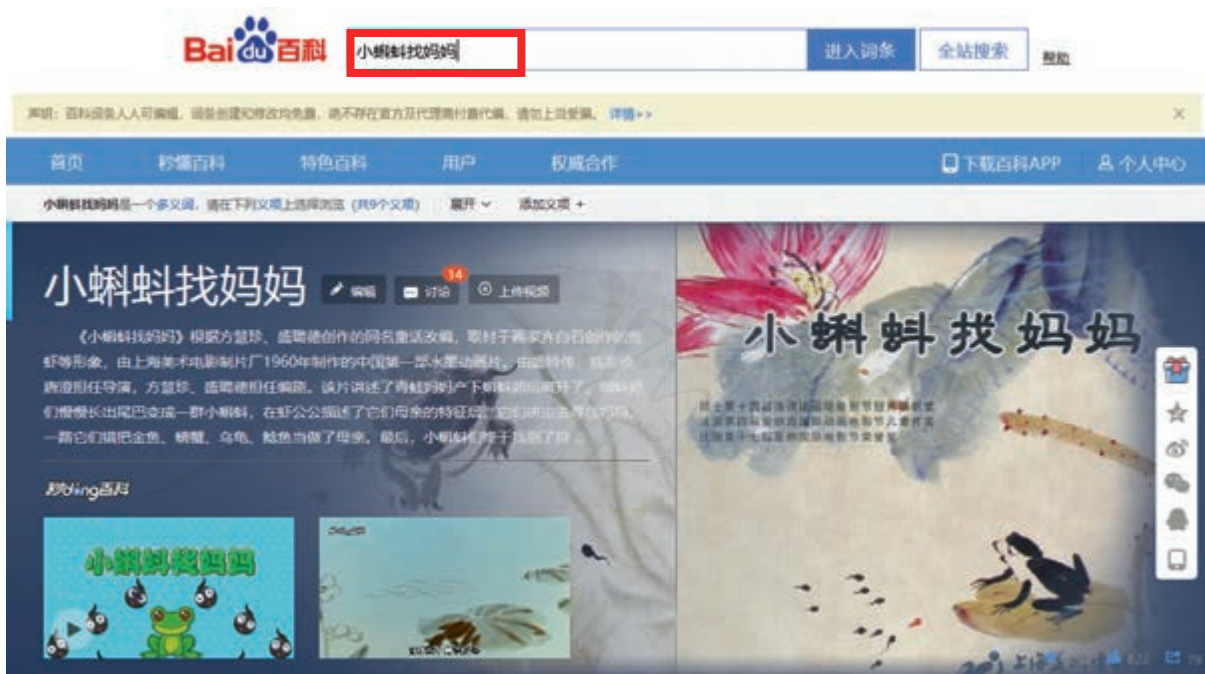 Baidu百科
小蝌蚪找妈妈
进入词条
全站搜索
帮助
声明：百科词条人人可编辑，词条创建和修改均免费，绝不存在官方及代理商付费代编，请勿上当受骗。 详情>>
首页 秒懂百科 特色百科 用户 权威合作 下载百科APP 个人中心
小蝌蚪找妈妈是一个多义词，请在下列义项上选择浏览 (共9个义项) 展开 添加义项 +
小蝌蚪找妈妈
编辑
讨论
14
上传视频
《小蝌蚪找妈妈》根据方慧珍、盛璐德创作的同名童话改编，取材于画家齐白石创作的鱼
虾等形象，由上海美术电影制片厂1960年制作的中国第一部水墨动画片。由
唐澄担任导演，方慧珍、盛璐德担任编剧。该片讲述了青蛙妈妈产下
们慢慢长出尾巴变成一群小蝌蚪，在虾公公描述了它们母亲的特征后
一路它们错把金鱼、螃蟹、乌龟、鲶鱼当做了母亲。最后，小蝌蚪们终于找到了
秒dǒng百科
小蝌蚪找妈妈
小蝌蚪找妈妈
822
79